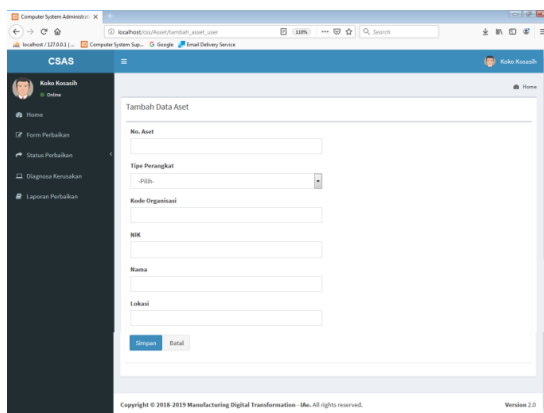 Computer System Administrati
localhost/css/Asset/tambah_asset_user
110%
Search
localhost / 127.0.0.1 | ...
Computer System Sup...
Google
Email Delivery Service
CSAS
Koko Kosasih
Koko Kosasih
Online
Home
Home
Form Perbaikan
Status Perbaikan
Diagnosa Kerusakan
Laporan Perbaikan
Tambah Data Aset
No. Aset
Tipe Perangkat
-Pilih-
Kode Organisasi
NIK
Nama
Lokasi
Simpan Batal
Copyright © 2018-2019 Manufacturing Digital Transformation - IAe. All rights reserved.
Version 2.0